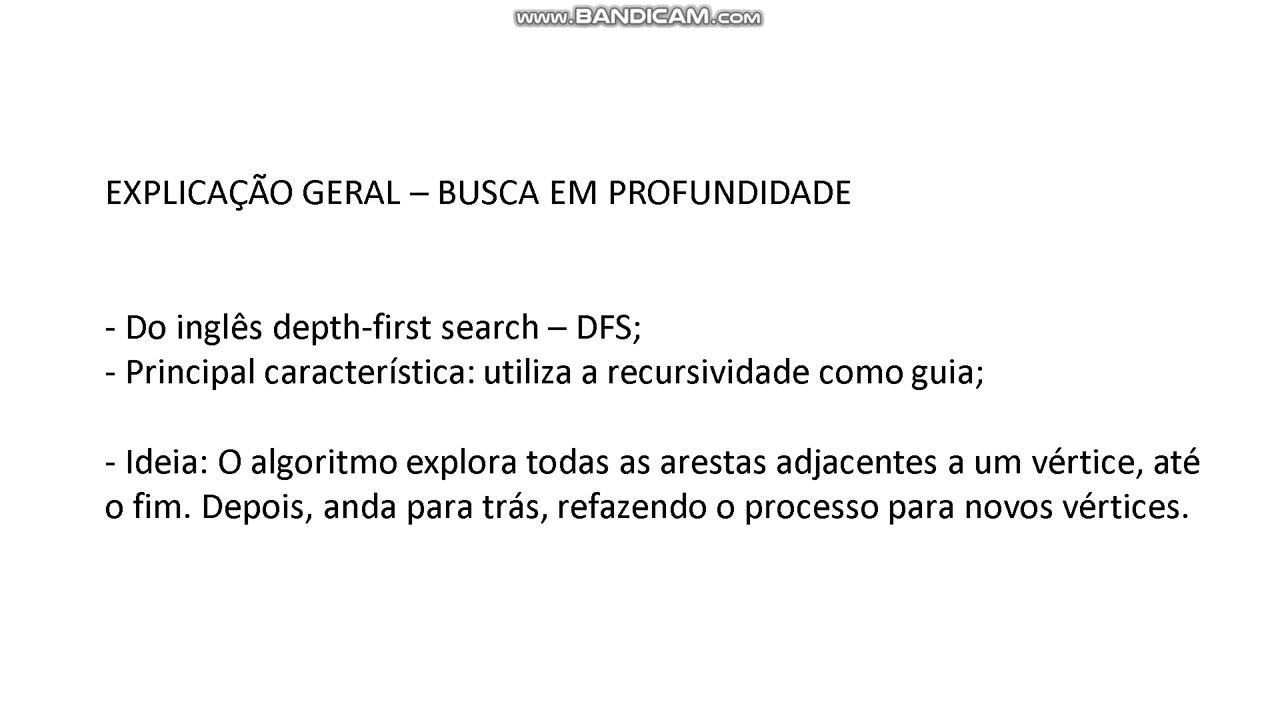 www.BANDICAM.com
EXPLICAÇÃO GERAL – BUSCA EM PROFUNDIDADE
- Do inglês depth-first search – DFS;
- Principal característica: utiliza a recursividade como guia;
- Ideia: O algoritmo explora todas as arestas adjacentes a um vértice, até
o fim. Depois, anda para trás, refazendo o processo para novos vértices.